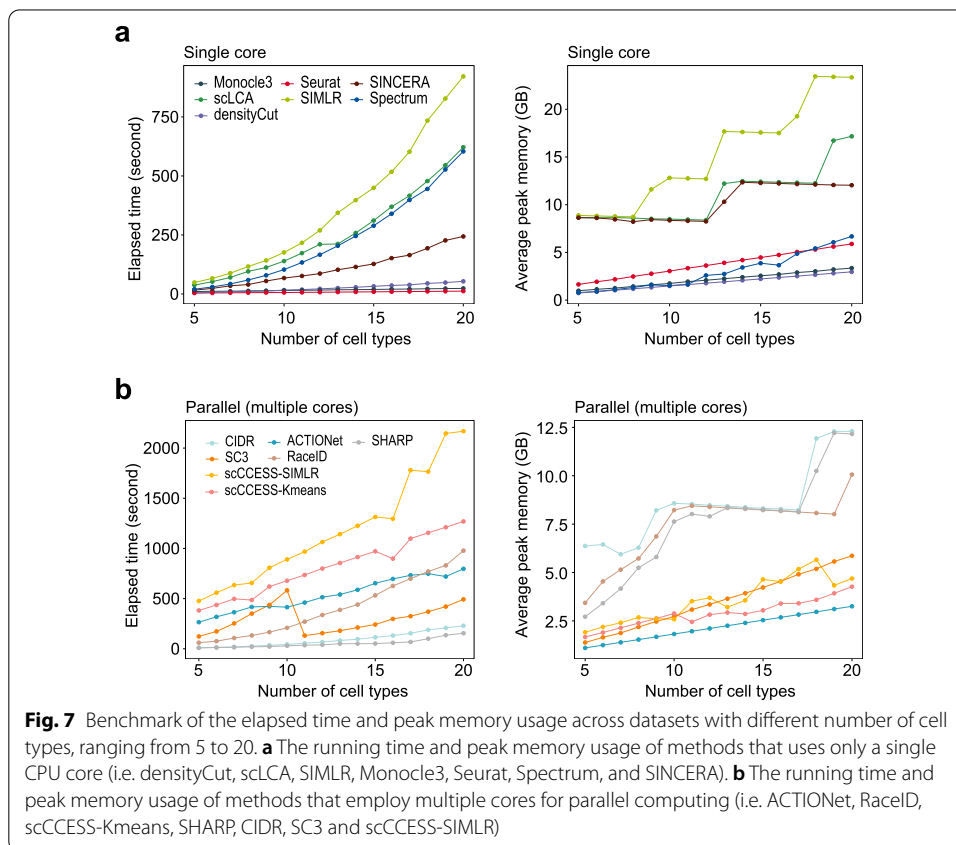 a
Single core
Monocle3 Seurat SINCERA
scLCA SIMLR Spectrum
densityCut
Elapsed time (second)
750
500
250
0
5 10 15 20
Number of cell types
Single core
Average peak memory (GB)
20
15
10
5
0
5 10 15 20
Number of cell types
b
Parallel (multiple cores)
CIDR ACTIONet SHARP
SC3 RaceID
scCCESS-SIMLR
scCCESS-Kmeans
Elapsed time (second)
2000
1500
1000
500
0
5 10 15 20
Number of cell types
Parallel (multiple cores)
Average peak memory (GB)
12.5
10.0
7.5
5.0
2.5
5 10 15 20
Number of cell types
Fig. 7 Benchmark of the elapsed time and peak memory usage across datasets with different number of cell
types, ranging from 5 to 20. a The running time and peak memory usage of methods that uses only a single
CPU core (i.e. densityCut, scLCA, SIMLR, Monocle3, Seurat, Spectrum, and SINCERA). b The running time and
peak memory usage of methods that employ multiple cores for parallel computing (i.e. ACTIONet, RaceID,
scCCESS-Kmeans, SHARP, CIDR, SC3 and scCCESS-SIMLR)